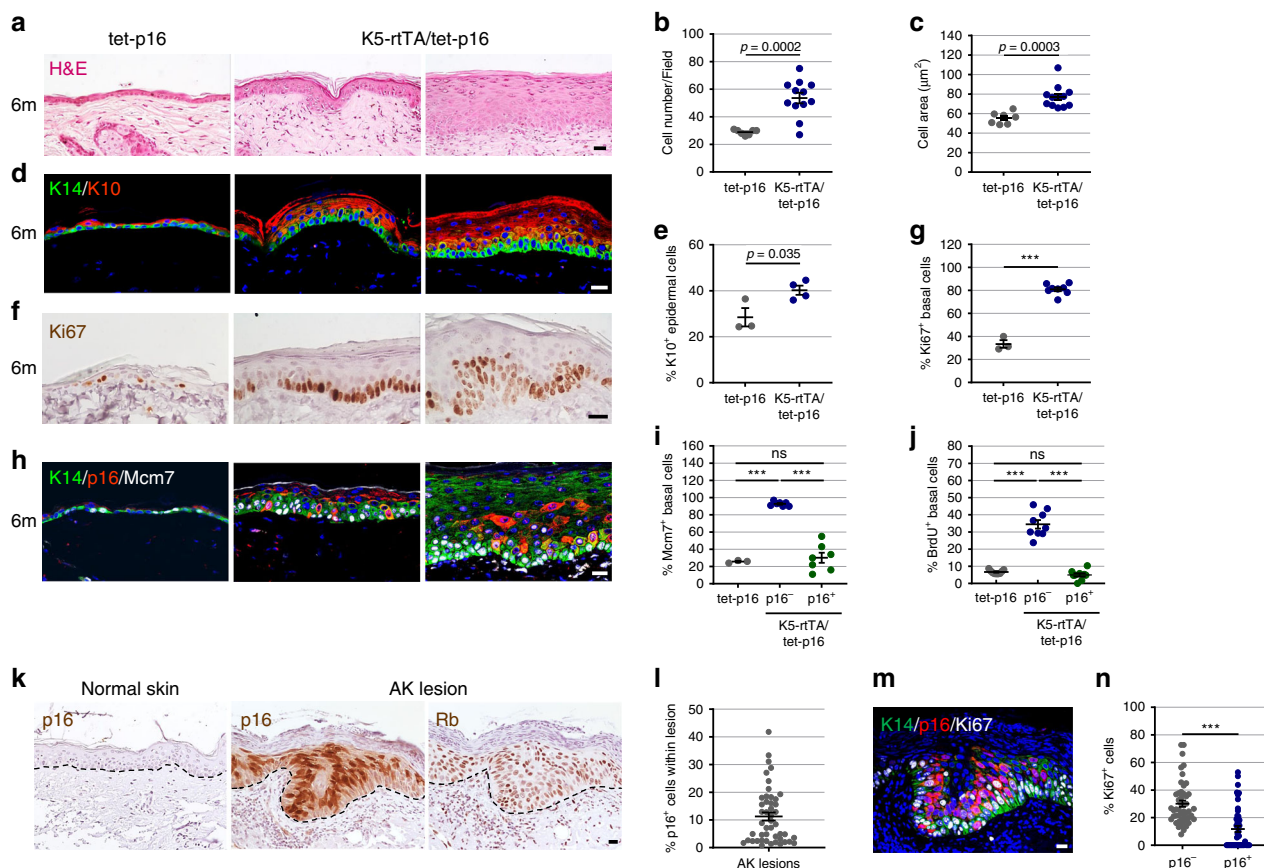 a
tet-p16
K5-rtTA/tet-p16
H&E
6m
b
Cell number/Field
100
80
60
40
20
0
p = 0.0002
tet-p16
K5-rtTA/
tet-p16
c
Cell area (μm²)
140
120
100
80
60
40
20
0
p = 0.0003
tet-p16
K5-rtTA/
tet-p16
d
K14/K10
6m
e
% K10⁺ epidermal cells
60
40
20
0
p = 0.035
tet-p16
K5-rtTA/
tet-p16
g
% Ki67⁺ basal cells
120
100
80
60
40
20
0
***
tet-p16
K5-rtTA/
tet-p16
f
Ki67
6m
h
K14/p16/Mcm7
6m
i
% Mcm7⁺ basal cells
160
140
120
100
80
60
40
20
0
ns
*** ***
tet-p16
p16⁻
p16⁺
K5-rtTA/
tet-p16
j
% BrdU⁺ basal cells
80
70
60
50
40
30
20
10
0
ns
*** ***
tet-p16
p16⁻
p16⁺
K5-rtTA/
tet-p16
k
Normal skin
AK lesion
p16
p16
Rb
l
% p16⁺ cells within lesion
50
40
30
20
10
0
AK lesions
m
K14/p16/Ki67
n
% Ki67⁺ cells
100
80
60
40
20
0
***
p16⁻
p16⁺